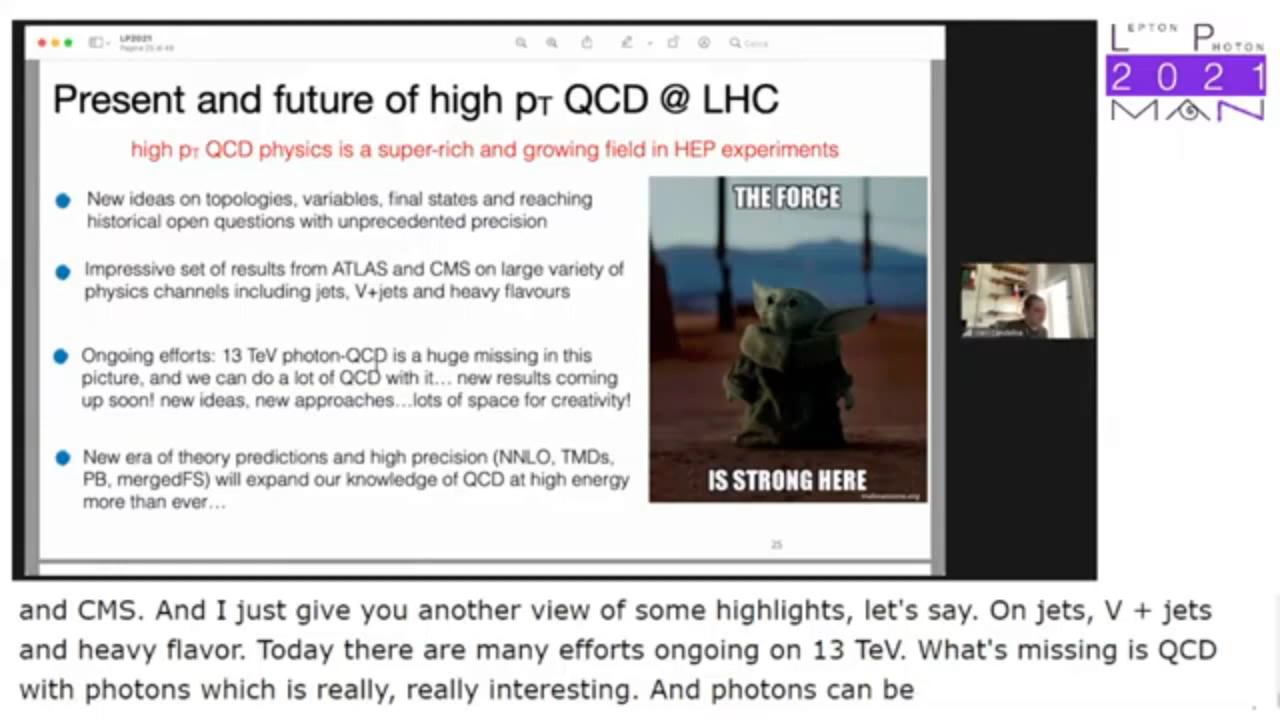 LP2021
Pagina 25 di 49
Cerca
Present and future of high pT QCD @ LHC
high pT QCD physics is a super-rich and growing field in HEP experiments
New ideas on topologies, variables, final states and reaching
historical open questions with unprecedented precision
Impressive set of results from ATLAS and CMS on large variety of
physics channels including jets, V+jets and heavy flavours
Ongoing efforts: 13 TeV photon-QCD is a huge missing in this
picture, and we can do a lot of QCD with it... new results coming
up soon! new ideas, new approaches...lots of space for creativity!
New era of theory predictions and high precision (NNLO, TMDs,
PB, mergedFS) will expand our knowledge of QCD at high energy
more than ever...
THE FORCE
IS STRONG HERE
25
LEPTON PHOTON
2021
MAN
and CMS. And I just give you another view of some highlights, let's say. On jets, V + jets
and heavy flavor. Today there are many efforts ongoing on 13 TeV. What's missing is QCD
with photons which is really, really interesting. And photons can be